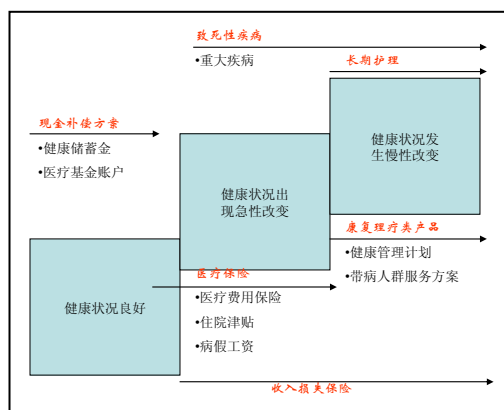 致死性疾病
•重大疾病
长期护理
现金补偿方案
•健康储蓄金
•医疗基金账户
健康状况出
现急性改变
健康状况发
生慢性改变
康复理疗类产品
•健康管理计划
•带病人群服务方案
健康状况良好
医疗保险
•医疗费用保险
•住院津贴
•病假工资
收入损失保险